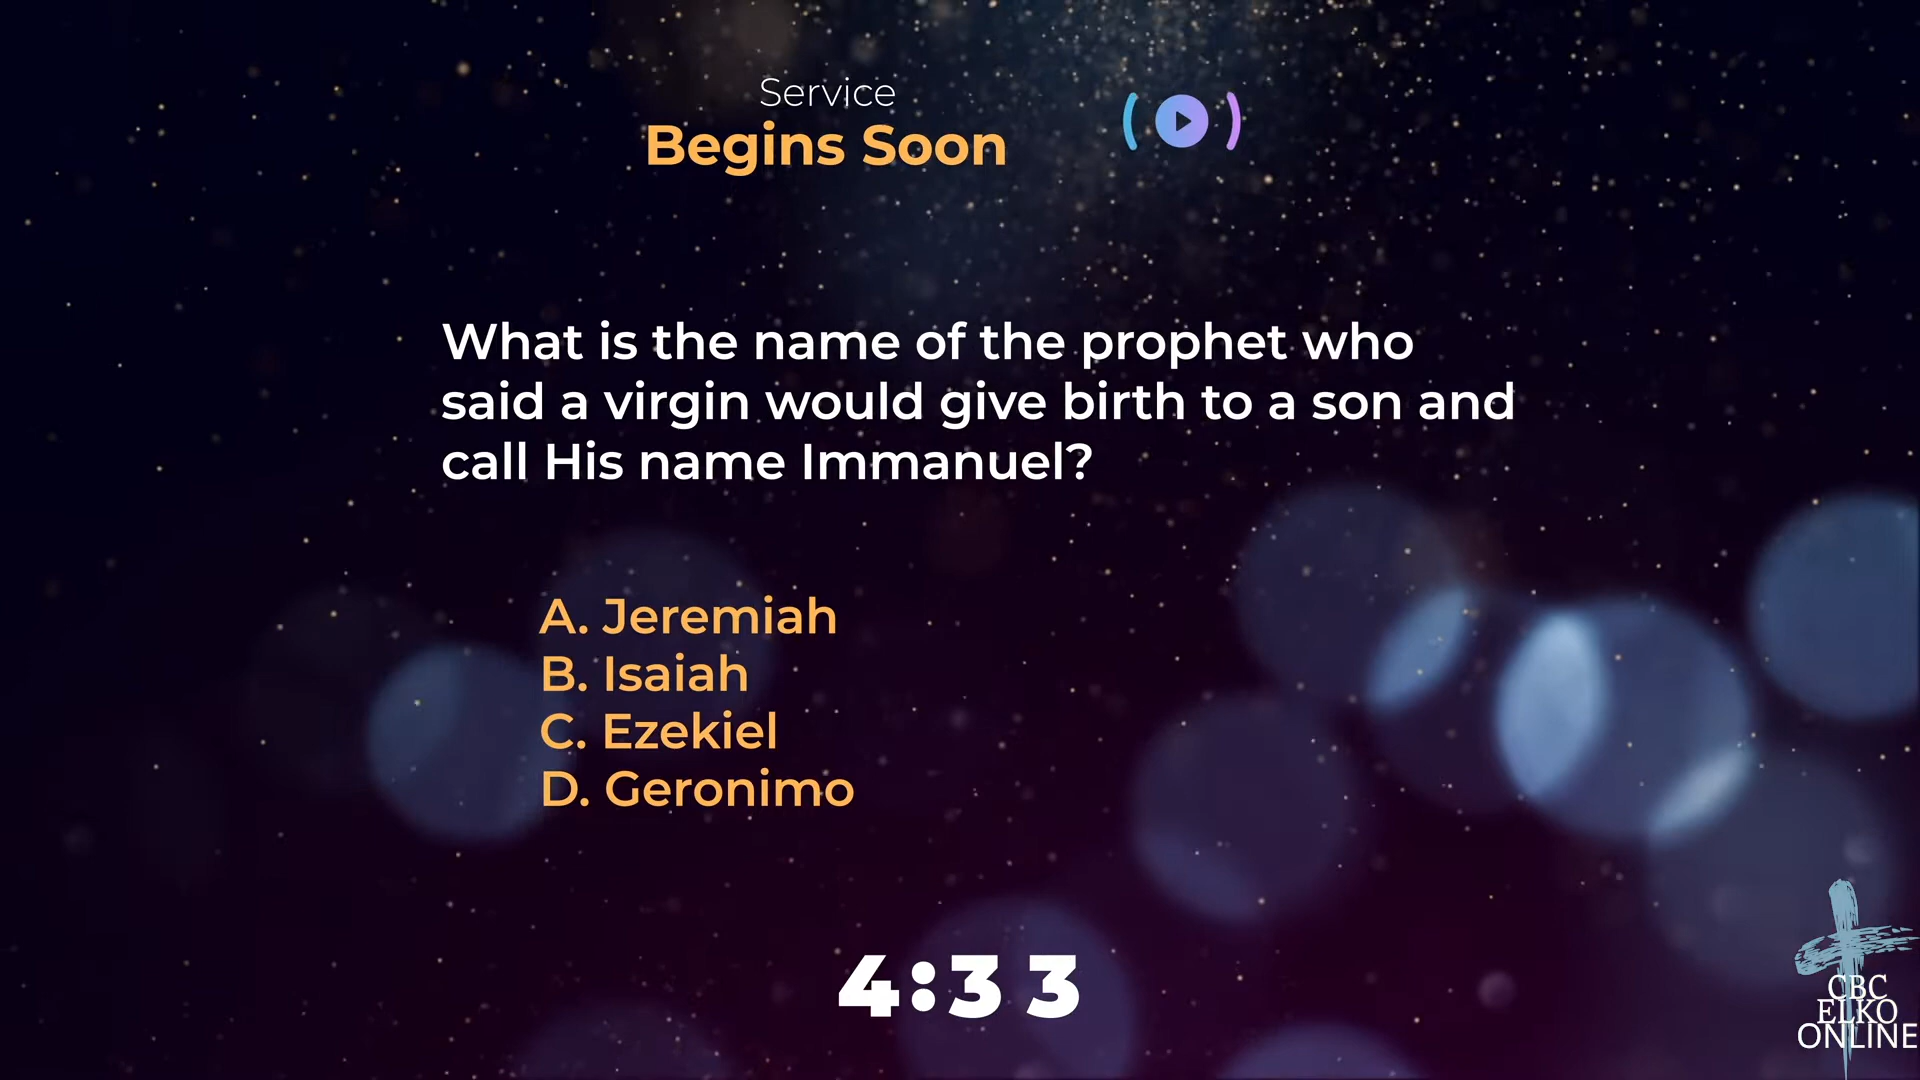 Service
Begins Soon
What is the name of the prophet who
said a virgin would give birth to a son and
call His name Immanuel?
A. Jeremiah
B. Isaiah
C. Ezekiel
D. Geronimo
4:33
CBC
ELKO
ONLINE